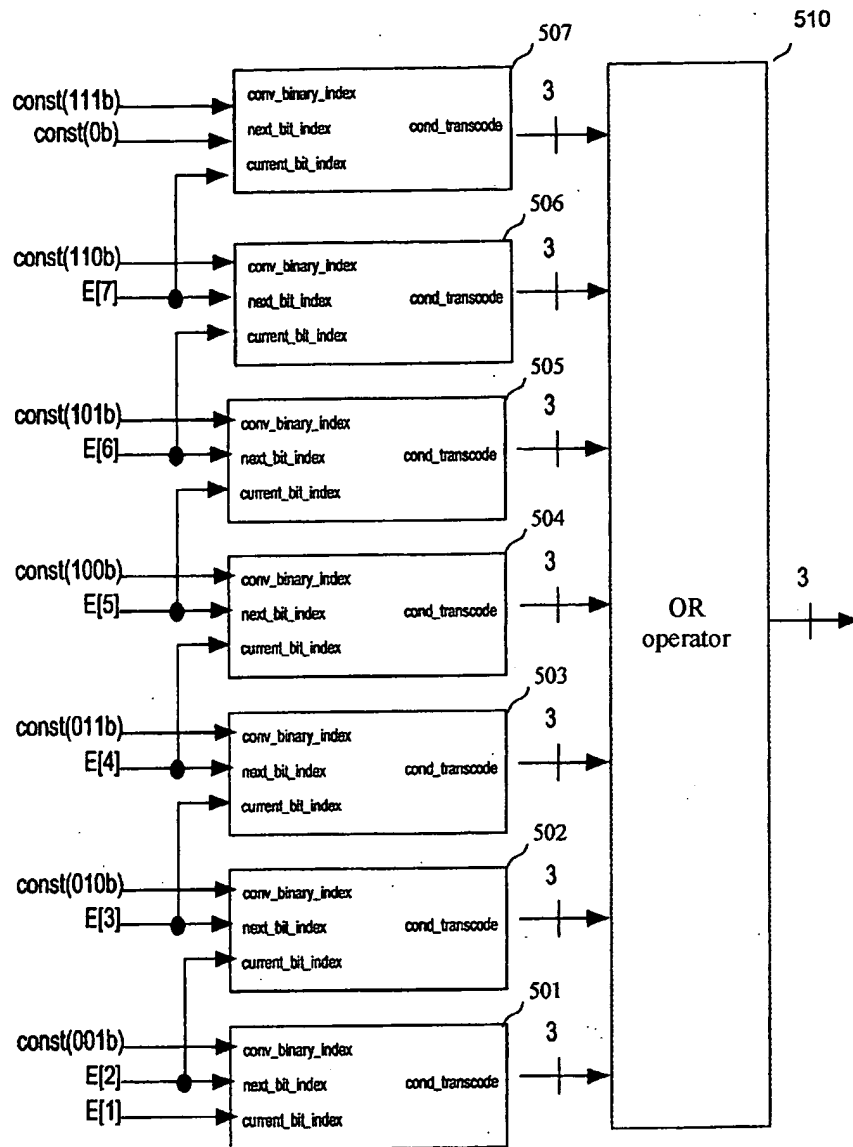 510
507
const(111b)
const(0b)
conv_binary_index
next_bit_index
current_bit_index
cond_transcode
3
506
const(110b)
E[7]
conv_binary_index
next_bit_index
current_bit_index
cond_transcode
3
505
const(101b)
E[6]
conv_binary_index
next_bit_index
current_bit_index
cond_transcode
3
504
const(100b)
E[5]
conv_binary_index
next_bit_index
current_bit_index
cond_transcode
3
503
const(011b)
E[4]
conv_binary_index
next_bit_index
current_bit_index
cond_transcode
3
502
const(010b)
E[3]
conv_binary_index
next_bit_index
current_bit_index
cond_transcode
3
501
const(001b)
E[2]
E[1]
conv_binary_index
next_bit_index
current_bit_index
cond_transcode
3
OR
operator
3